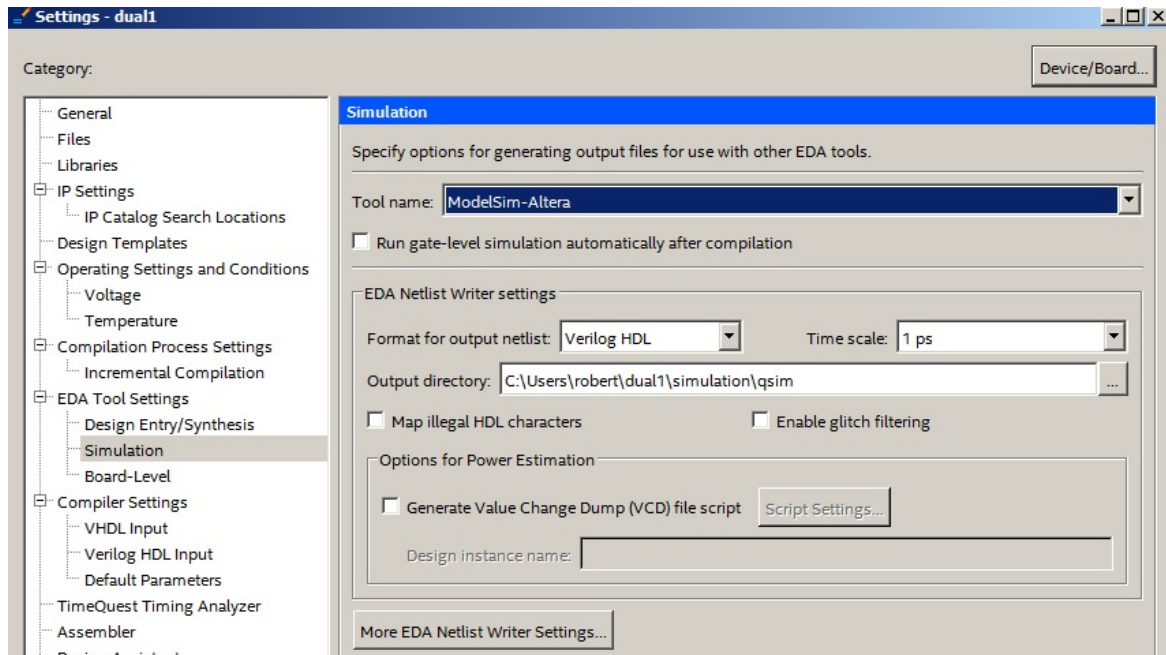 Settings - dual1
Category:
Device/Board...
General
Files
Libraries
IP Settings
IP Catalog Search Locations
Design Templates
Operating Settings and Conditions
Voltage
Temperature
Compilation Process Settings
Incremental Compilation
EDA Tool Settings
Design Entry/Synthesis
Simulation
Board-Level
Compiler Settings
VHDL Input
Verilog HDL Input
Default Parameters
TimeQuest Timing Analyzer
Assembler
Simulation
Specify options for generating output files for use with other EDA tools.
Tool name: ModelSim-Altera
Run gate-level simulation automatically after compilation
EDA Netlist Writer settings
Format for output netlist: Verilog HDL Time scale: 1 ps
Output directory: C:\Users\robert\dual1\simulation\qsim ...
Map illegal HDL characters Enable glitch filtering
Options for Power Estimation
Generate Value Change Dump (VCD) file script Script Settings...
Design instance name:
More EDA Netlist Writer Settings...